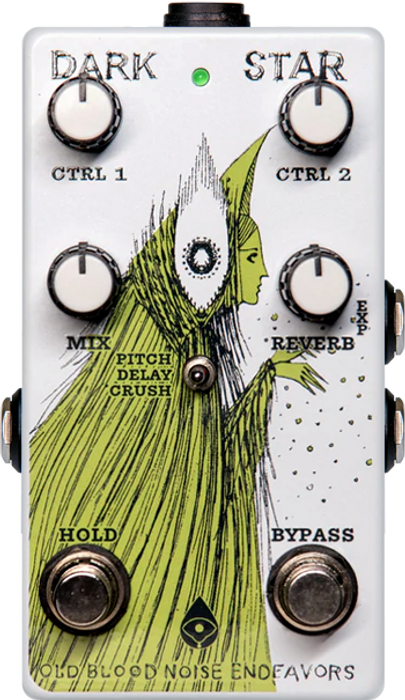 DARK STAR
CTRL 1 CTRL 2
MIX REVERB
EXP
PITCH
DELAY
CRUSH
HOLD BYPASS
OLD BLOOD NOISE ENDEAVORS